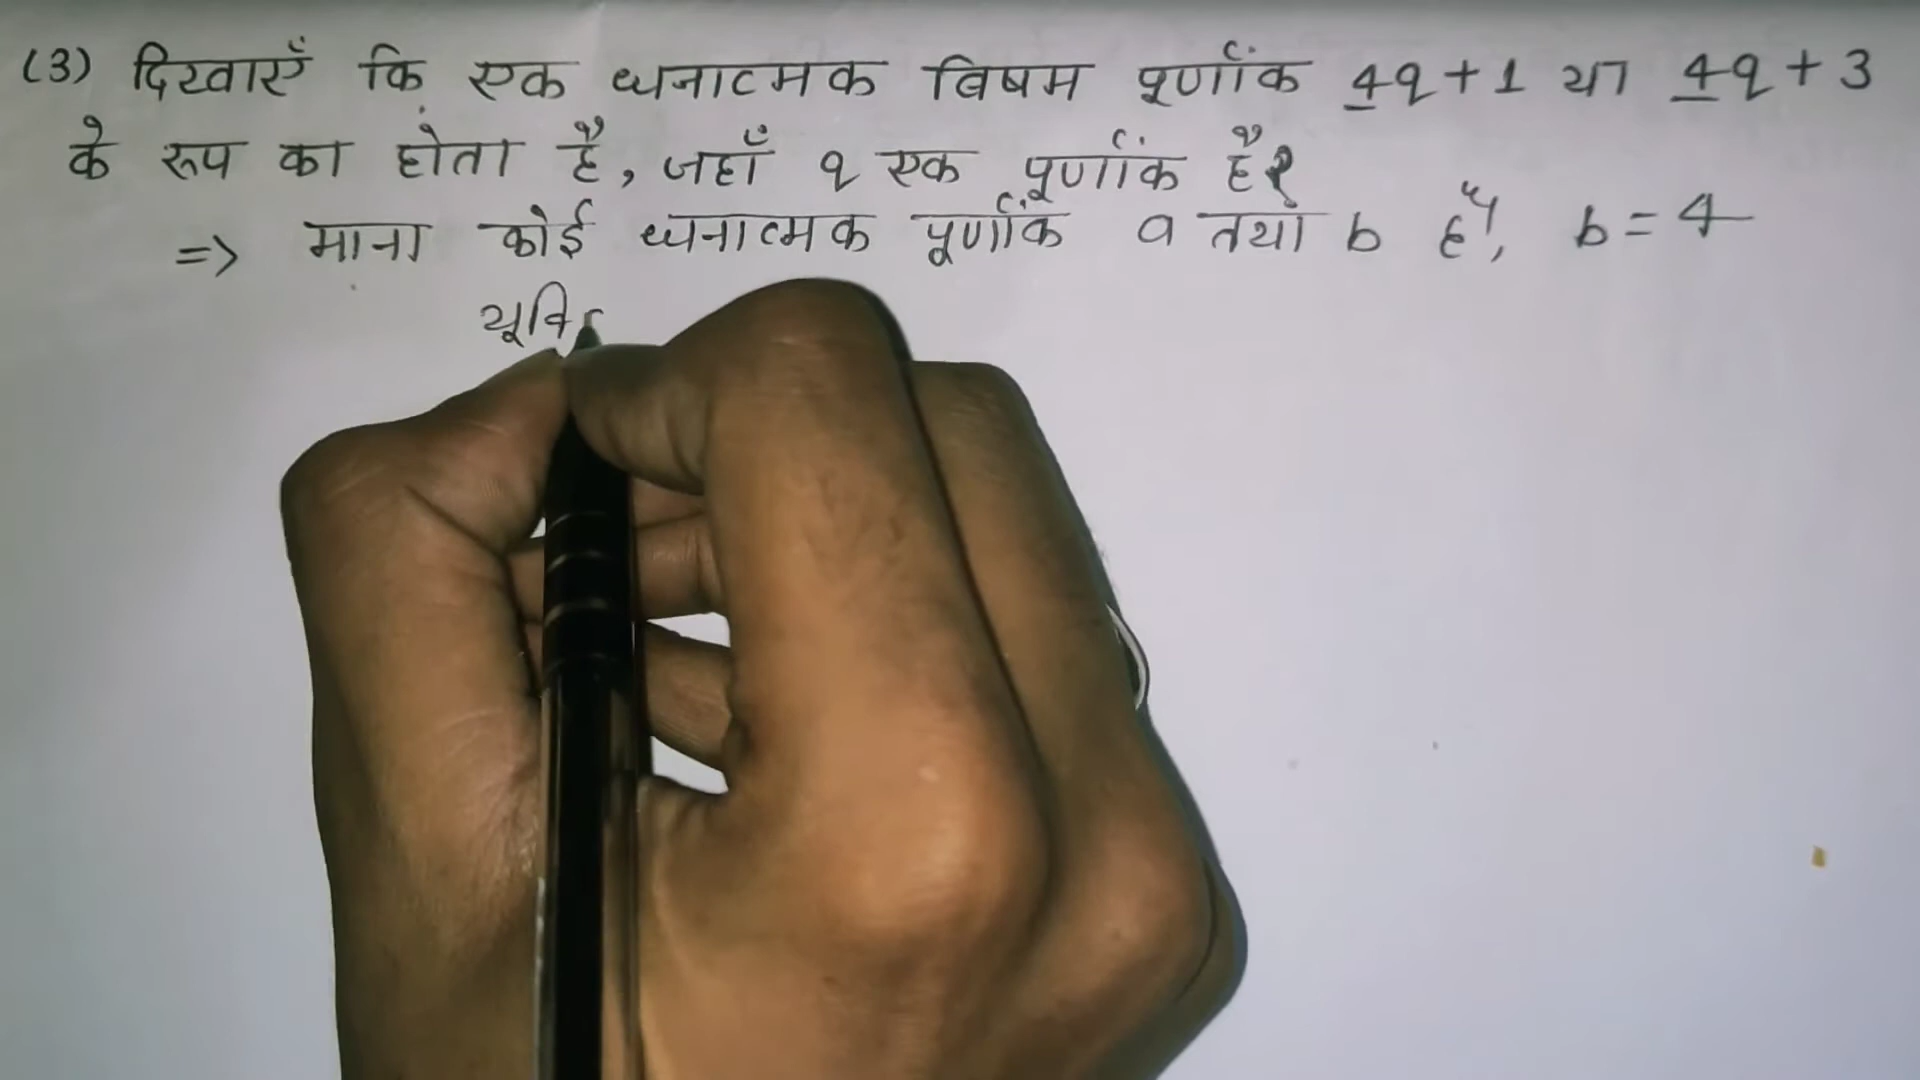 (3) दिखाएँ कि एक धनात्मक विषम पूर्णांक 4q + 1 या 4q + 3
के रूप का होता है, जहाँ q एक पूर्णांक है?
=> माना कोई धनात्मक पूर्णांक a तथा b हैं, b = 4